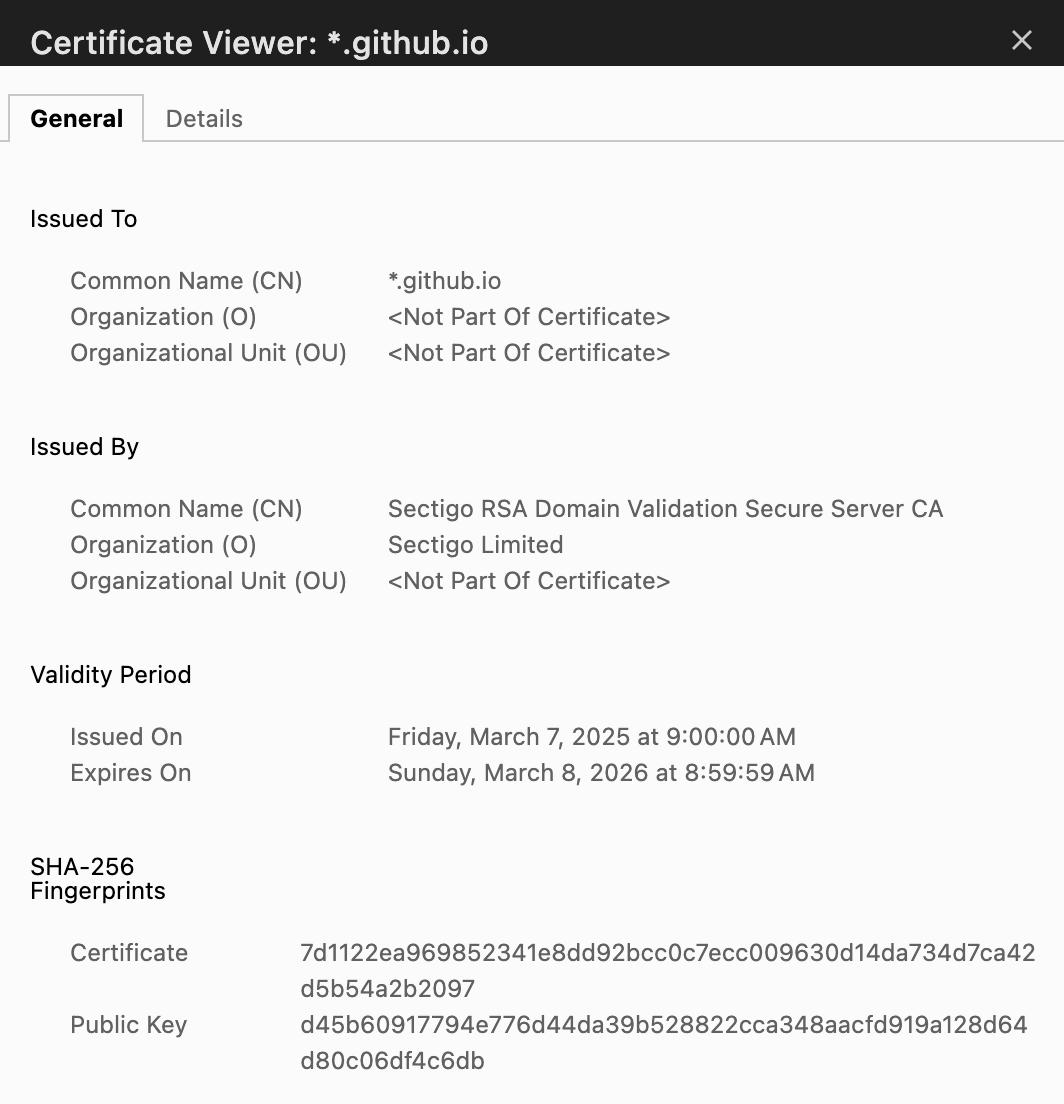 Certificate Viewer: *.github.io
General Details
Issued To
Common Name (CN) *.github.io
Organization (O) <Not Part Of Certificate>
Organizational Unit (OU) <Not Part Of Certificate>
Issued By
Common Name (CN) Sectigo RSA Domain Validation Secure Server CA
Organization (O) Sectigo Limited
Organizational Unit (OU) <Not Part Of Certificate>
Validity Period
Issued On Friday, March 7, 2025 at 9:00:00 AM
Expires On Sunday, March 8, 2026 at 8:59:59 AM
SHA-256
Fingerprints
Certificate 7d1122ea969852341e8dd92bcc0c7ecc009630d14da734d7ca42
d5b54a2b2097
Public Key d45b60917794e776d44da39b528822cca348aacfd919a128d64
d80c06df4c6db